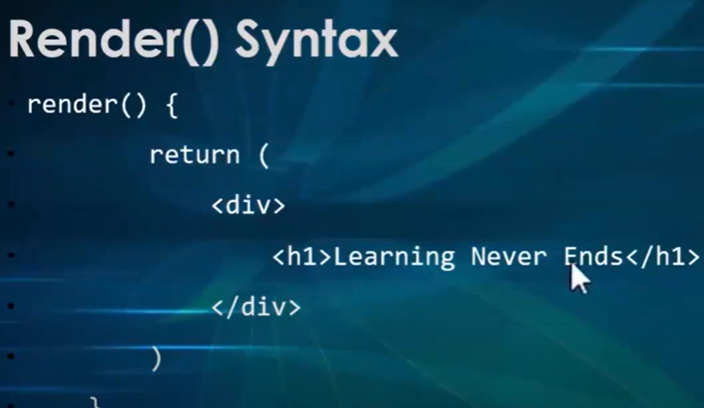 Render() Syntax
render() {
return (
<div>
<h1>Learning Never Ends</h1>
</div>
)
}